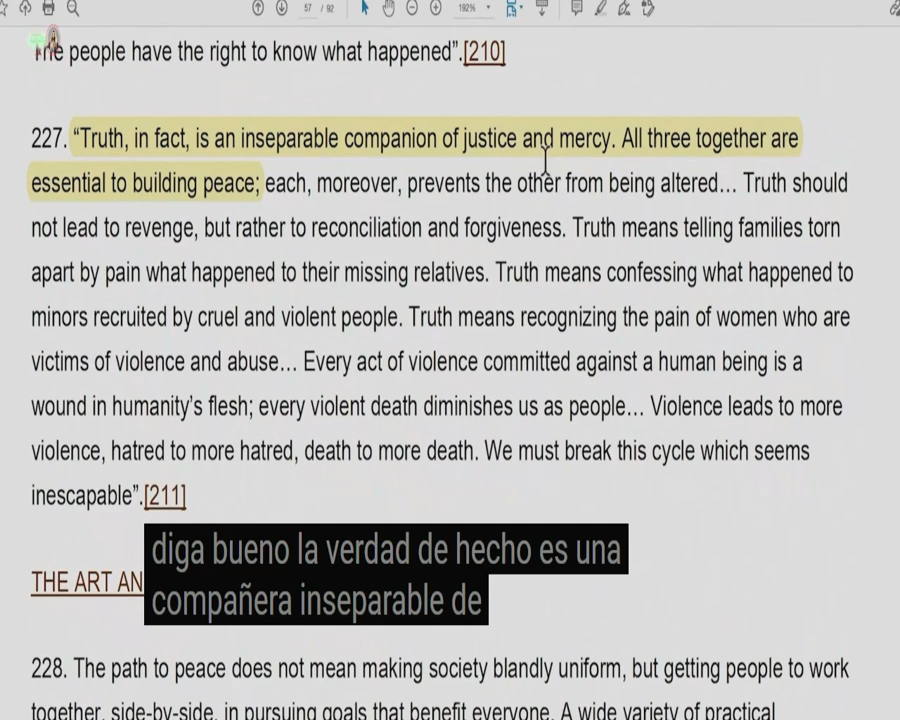 57 / 92 192%
The people have the right to know what happened”.[210]
227. “Truth, in fact, is an inseparable companion of justice and mercy. All three together are
essential to building peace; each, moreover, prevents the other from being altered… Truth should
not lead to revenge, but rather to reconciliation and forgiveness. Truth means telling families torn
apart by pain what happened to their missing relatives. Truth means confessing what happened to
minors recruited by cruel and violent people. Truth means recognizing the pain of women who are
victims of violence and abuse… Every act of violence committed against a human being is a
wound in humanity’s flesh; every violent death diminishes us as people… Violence leads to more
violence, hatred to more hatred, death to more death. We must break this cycle which seems
inescapable”.[211]
diga bueno la verdad de hecho es una
THE ART AN
compañera inseparable de
228. The path to peace does not mean making society blandly uniform, but getting people to work
together, side-by-side, in pursuing goals that benefit everyone. A wide variety of practical